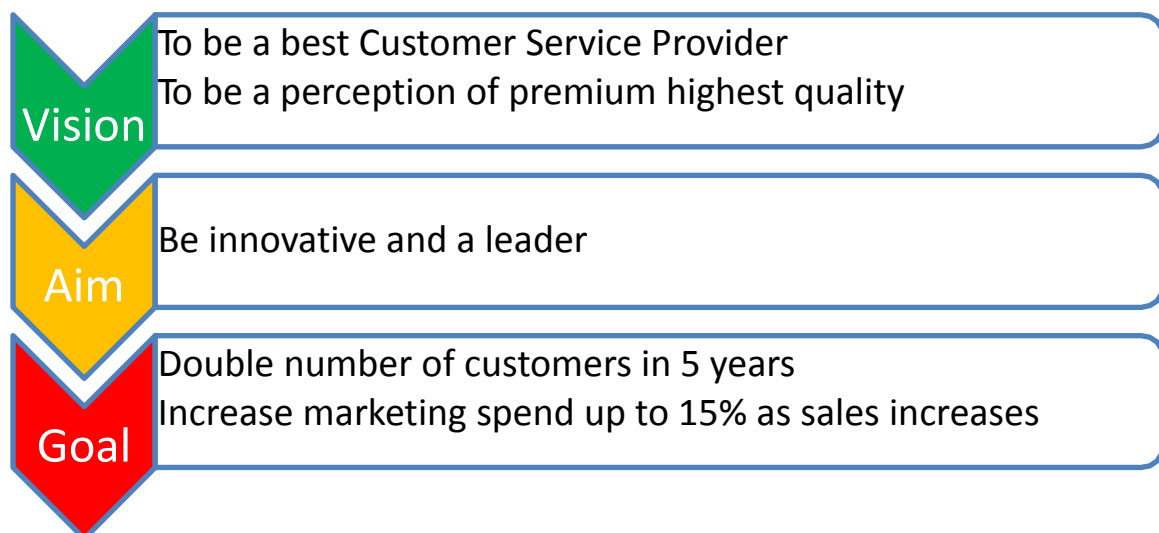 To be a best Customer Service Provider
To be a perception of premium highest quality
Vision
Be innovative and a leader
Aim
Double number of customers in 5 years
Increase marketing spend up to 15% as sales increases
Goal